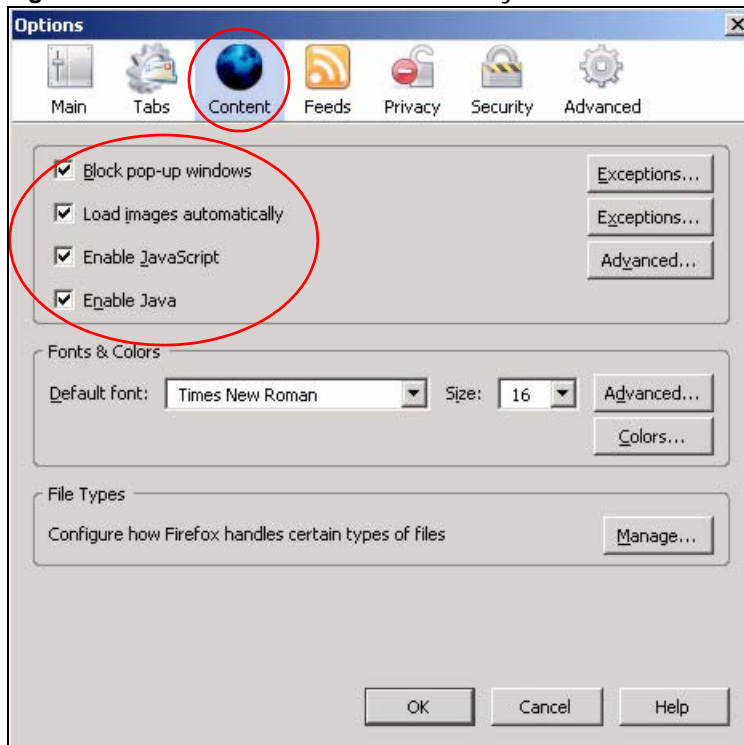 Options
Main Tabs Content Feeds Privacy Security Advanced
Block pop-up windows Exceptions...
Load images automatically Exceptions...
Enable JavaScript Advanced...
Enable Java
Fonts & Colors
Default font: Times New Roman Size: 16 Advanced...
Colors...
File Types
Configure how Firefox handles certain types of files Manage...
OK Cancel Help